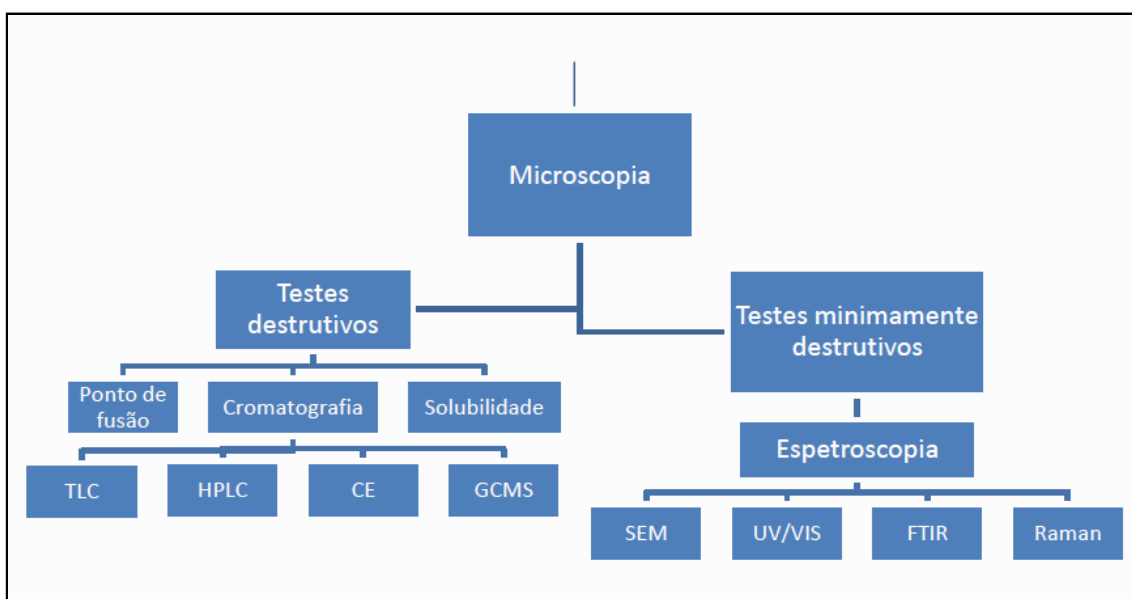 Microscopia
Testes
destrutivos
Testes minimamente
destrutivos
Ponto de
fusão
Cromatografia
Solubilidade
Espetroscopia
TLC
HPLC
CE
GCMS
SEM
UV/VIS
FTIR
Raman